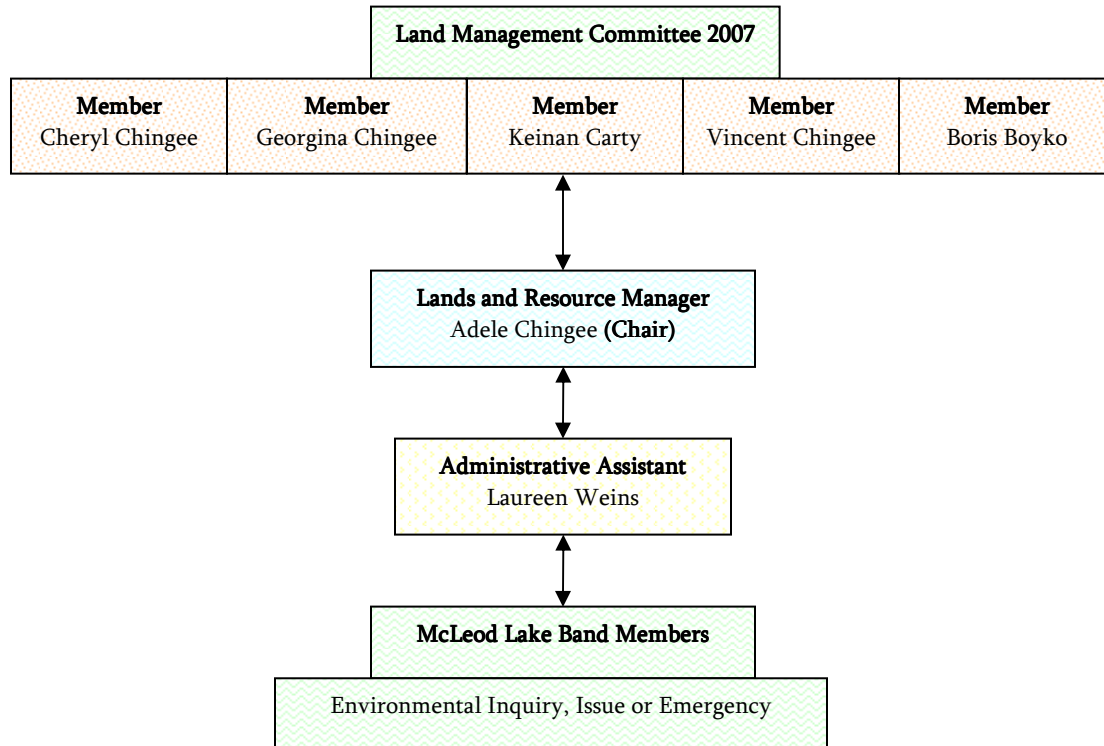 Land Management Committee 2007
Member
Cheryl Chingee
Member
Georgina Chingee
Member
Keinan Carty
Member
Vincent Chingee
Member
Boris Boyko
Lands and Resource Manager
Adele Chingee (Chair)
Administrative Assistant
Laureen Weins
McLeod Lake Band Members
Environmental Inquiry, Issue or Emergency